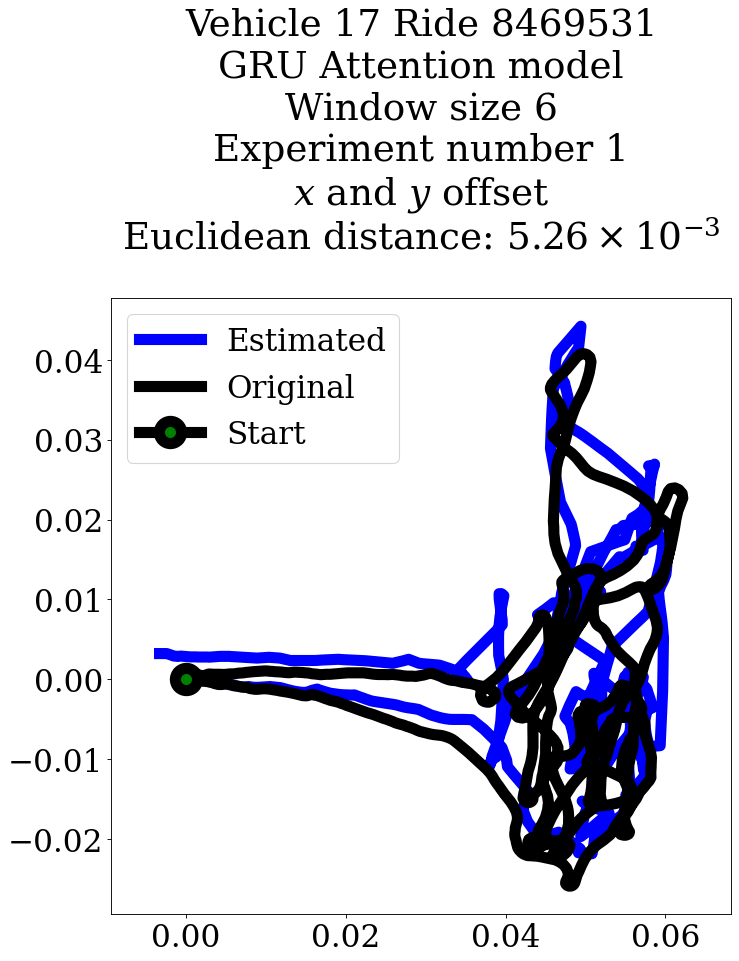 Vehicle 17 Ride 8469531
GRU Attention model
Window size 6
Experiment number 1
x and y offset
Euclidean distance: 5.26 × 10⁻³
Estimated
Original
Start
0.04
0.03
0.02
0.01
0.00
−0.01
−0.02
0.00 0.02 0.04 0.06